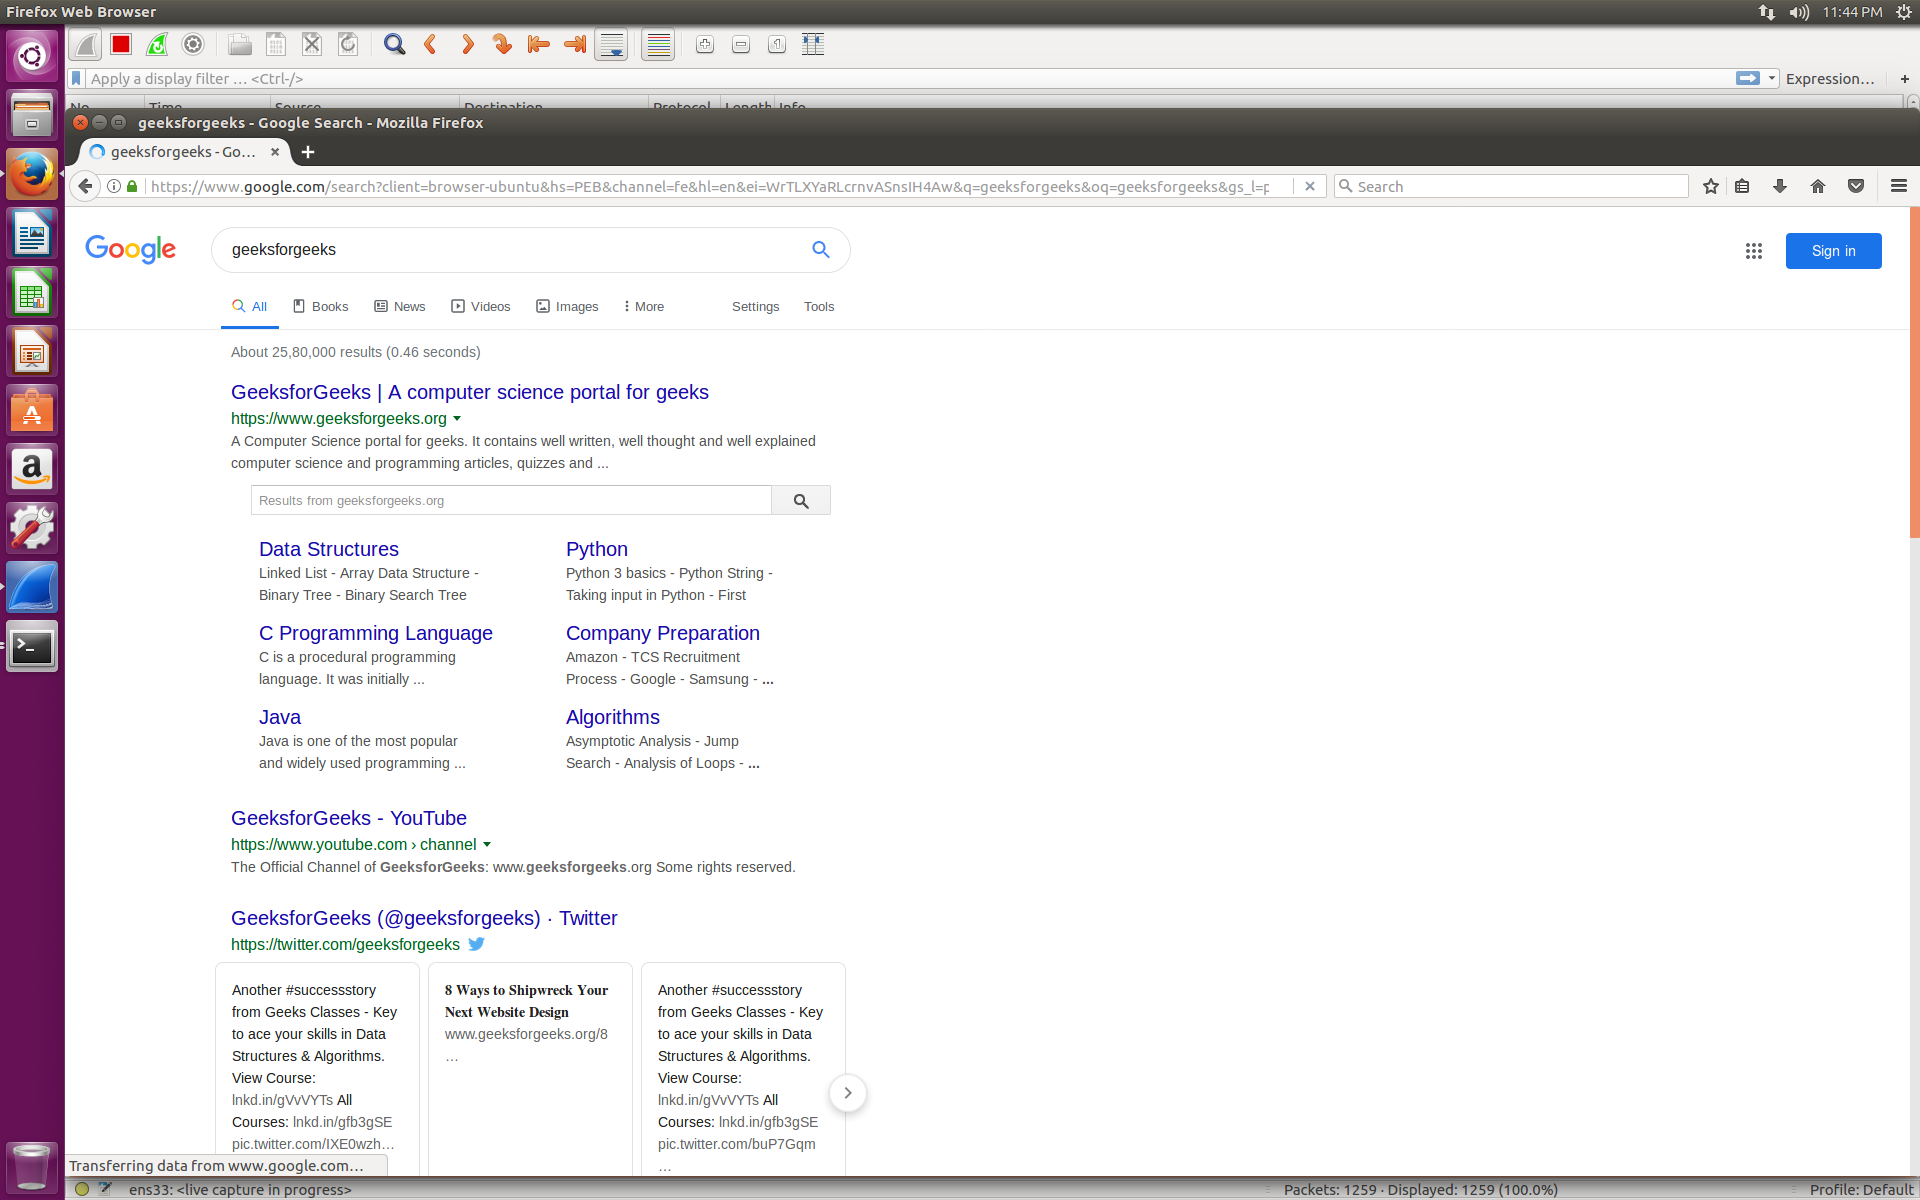 Firefox Web Browser
11:44 PM
Apply a display filter … <Ctrl-/>
Expression…
No. Time Source Destination Protocol Length Info
geeksforgeeks - Google Search - Mozilla Firefox
geeksforgeeks - Go…
https://www.google.com/search?client=browser-ubuntu&hs=PEB&channel=fe&hl=en&ei=WrTLXYaRLcrnvASnsIH4Aw&q=geeksforgeeks&oq=geeksforgeeks&gs_l=p
Search
Google
geeksforgeeks
Sign in
All Books News Videos Images More Settings Tools
About 25,80,000 results (0.46 seconds)
GeeksforGeeks | A computer science portal for geeks
https://www.geeksforgeeks.org
A Computer Science portal for geeks. It contains well written, well thought and well explained
computer science and programming articles, quizzes and ...
Results from geeksforgeeks.org
Data Structures
Linked List - Array Data Structure -
Binary Tree - Binary Search Tree
Python
Python 3 basics - Python String -
Taking input in Python - First
C Programming Language
C is a procedural programming
language. It was initially ...
Company Preparation
Amazon - TCS Recruitment
Process - Google - Samsung - ...
Java
Java is one of the most popular
and widely used programming ...
Algorithms
Asymptotic Analysis - Jump
Search - Analysis of Loops - ...
GeeksforGeeks - YouTube
https://www.youtube.com › channel
The Official Channel of GeeksforGeeks: www.geeksforgeeks.org Some rights reserved.
GeeksforGeeks (@geeksforgeeks) · Twitter
https://twitter.com/geeksforgeeks
Another #successstory
from Geeks Classes - Key
to ace your skills in Data
Structures & Algorithms.
View Course:
lnkd.in/gVvVYTs All
Courses: lnkd.in/gfb3gSE
pic.twitter.com/IXE0wzh…
8 Ways to Shipwreck Your
Next Website Design
www.geeksforgeeks.org/8
…
Another #successstory
from Geeks Classes - Key
to ace your skills in Data
Structures & Algorithms.
View Course:
lnkd.in/gVvVYTs All
Courses: lnkd.in/gfb3gSE
pic.twitter.com/buP7Gqm
…
Transferring data from www.google.com…
ens33: <live capture in progress>
Packets: 1259 · Displayed: 1259 (100.0%)
Profile: Default